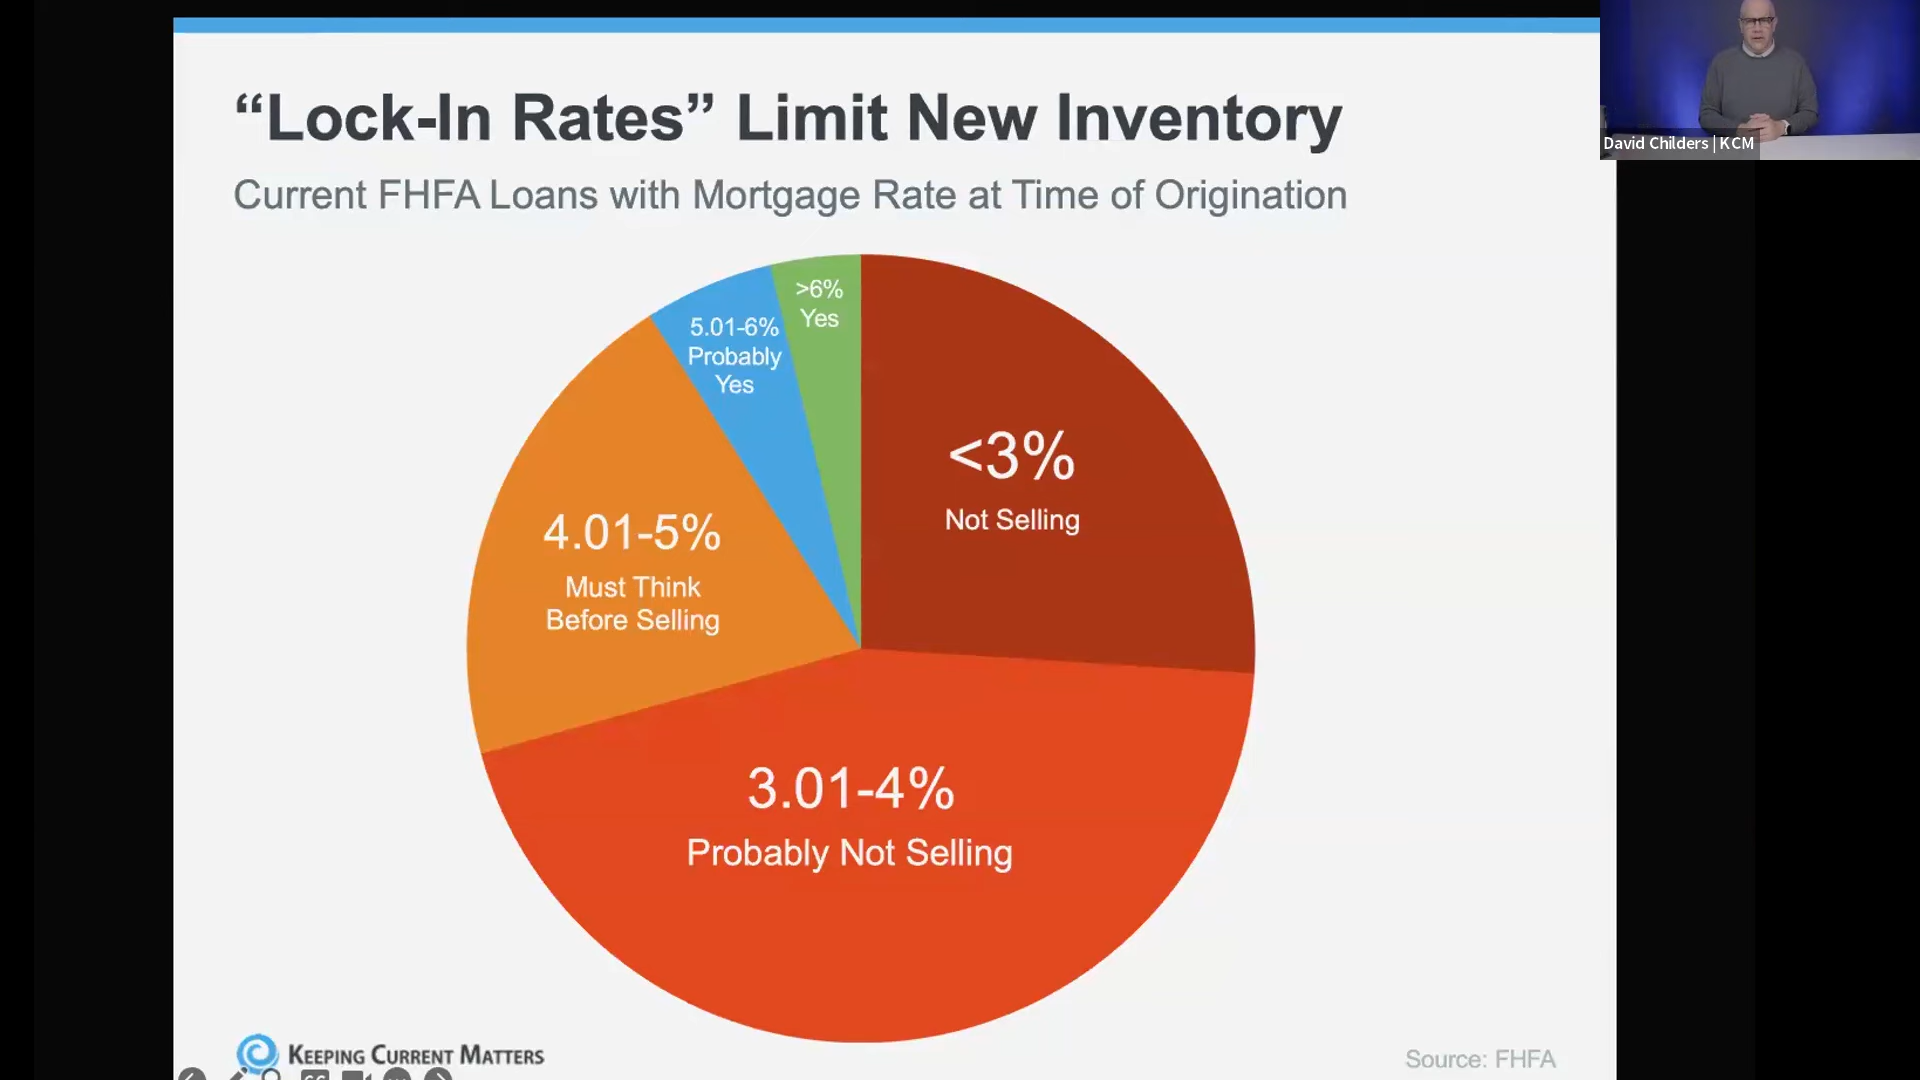 “Lock-In Rates” Limit New Inventory
Current FHFA Loans with Mortgage Rate at Time of Origination
David Childers | KCM
>6%
Yes
5.01-6%
Probably
Yes
<3%
Not Selling
4.01-5%
Must Think
Before Selling
3.01-4%
Probably Not Selling
KEEPING CURRENT MATTERS
Source: FHFA